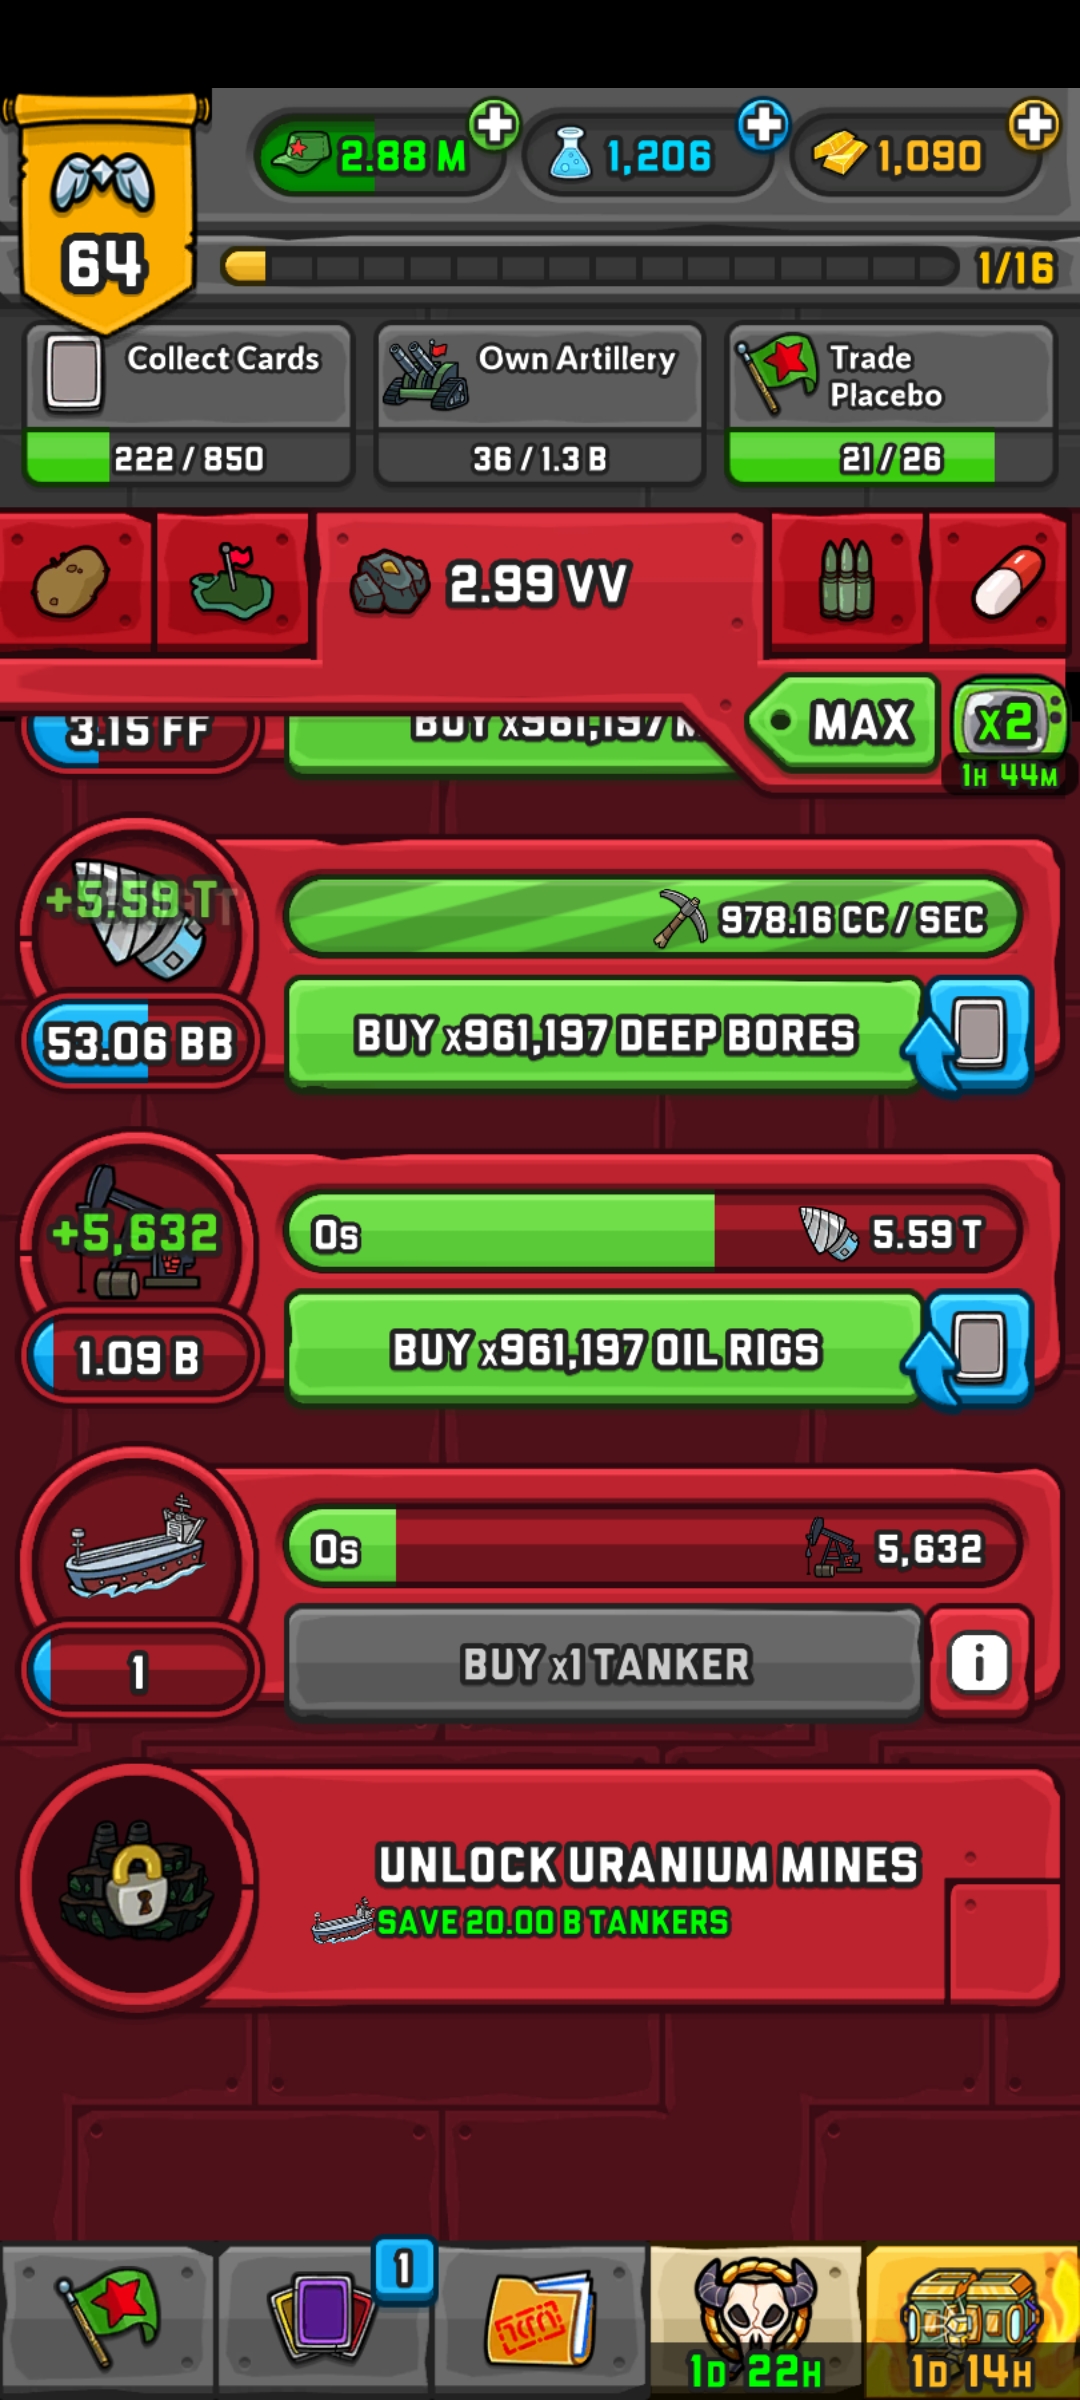 2.88 M
1,206
1,090
64
1/16
Collect Cards
222 / 850
Own Artillery
36 / 1.3 B
Trade
Placebo
21 / 26
2.99 VV
MAX
x2
1H 44M
3.15 FF
BUY x961,197
+5.59 T
978.16 CC / SEC
53.06 BB
BUY x961,197 DEEP BORES
+5,632
0s
5.59 T
1.09 B
BUY x961,197 OIL RIGS
0s
5,632
1
BUY x1 TANKER
i
UNLOCK URANIUM MINES
SAVE 20.00 B TANKERS
1
1D 22H
1D 14H